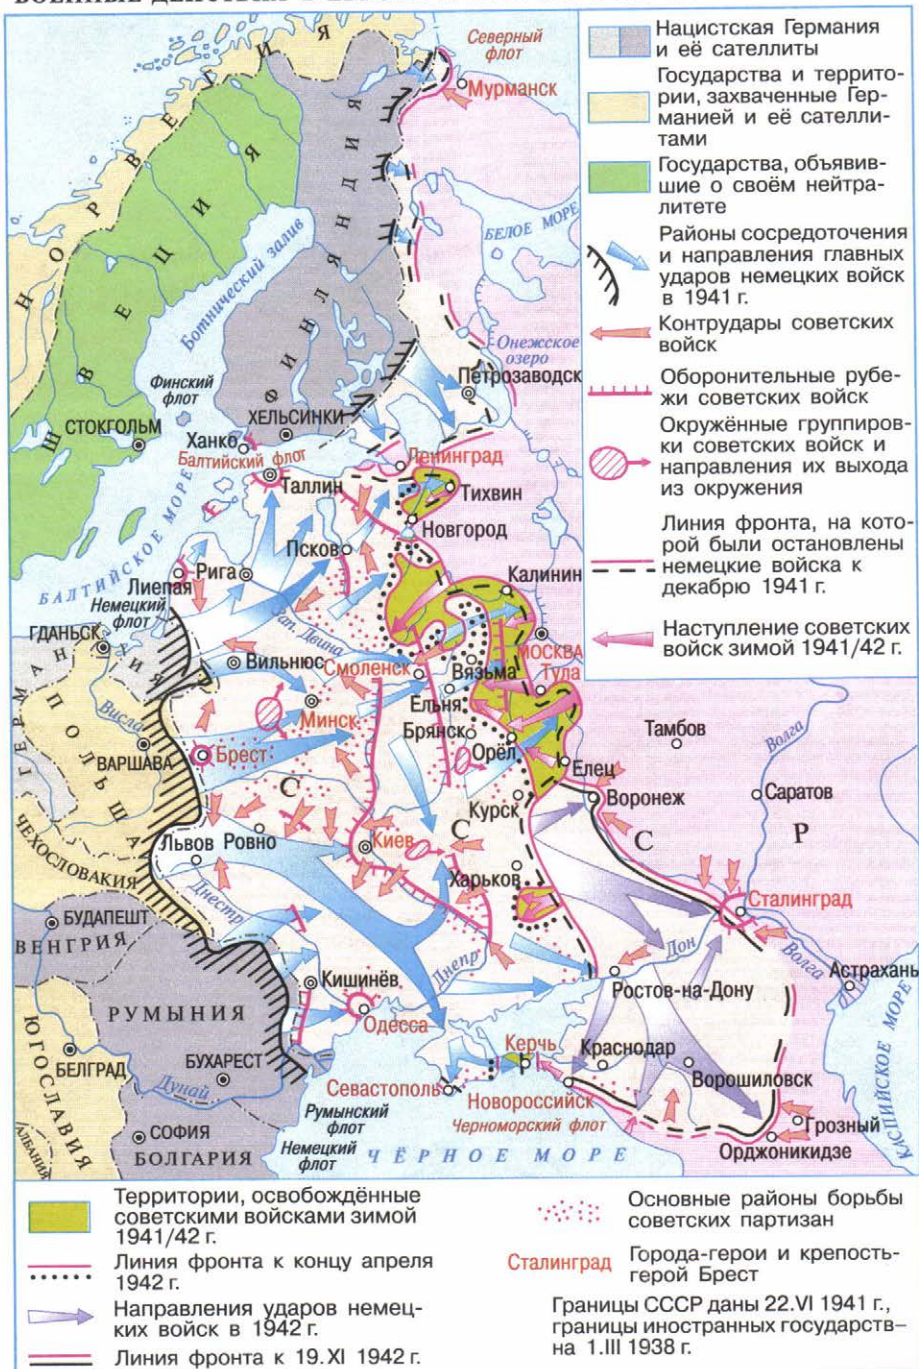 ВОЕННЫЕ ДЕЙСТВИЯ В
Нацистская Германия
и её сателлиты
Государства и террито-
рии, захваченные Гер-
манией и её сателли-
тами
Государства, объявив-
шие о своём нейтра-
литете
Районы сосредоточения
и направления главных
ударов немецких войск
в 1941 г.
Контрудары советских
войск
Оборонительные рубе-
жи советских войск
Окружённые группиров-
ки советских войск и
направления их выхода
из окружения
Линия фронта, на кото-
рой были остановлены
немецкие войска к
декабрю 1941 г.
Наступление советских
войск зимой 1941/42 г.
НОРВЕГИЯ
ШВЕЦИЯ
ФИНЛЯНДИЯ
Северный
флот
Мурманск
БЕЛОЕ МОРЕ
Ботнический залив
Онежское
озеро
Петрозаводск
Финский
флот
СТОКГОЛЬМ
ХЕЛЬСИНКИ
Ханко
Балтийский флот
Ленинград
Таллин
Тихвин
Новгород
Псков
БАЛТИЙСКОЕ МОРЕ
Рига
Лиепая
Калинин
Немецкий
флот
Зап. Двина
ГДАНЬСК
Вильнюс
Смоленск
Вязьма
МОСКВА
Тула
ГЕРМАНИЯ
ПОЛЬША
Висла
Минск
Ельня
Брянск
Тамбов
Волга
ВАРШАВА
Брест
Орёл
Елец
С С С Р
Воронеж
Саратов
Курск
Львов
Ровно
Киев
ЧЕХОСЛОВАКИЯ
Харьков
Днестр
Сталинград
БУДАПЕШТ
ВЕНГРИЯ
Днепр
Дон
Волга
Астрахань
Кишинёв
Ростов-на-Дону
РУМЫНИЯ
Одесса
ЮГОСЛАВИЯ
БЕЛГРАД
БУХАРЕСТ
Дунай
Керчь
Краснодар
Ворошиловск
Севастополь
Новороссийск
КАСПИЙСКОЕ МОРЕ
Румынский
флот
Черноморский флот
Грозный
Орджоникидзе
АЛБАНИЯ
СОФИЯ
БОЛГАРИЯ
Немецкий
флот
ЧЁРНОЕ МОРЕ
Территории, освобождённые
советскими войсками зимой
1941/42 г.
Линия фронта к концу апреля
1942 г.
Направления ударов немец-
ких войск в 1942 г.
Линия фронта к 19.XI 1942 г.
Основные районы борьбы
советских партизан
Сталинград
Города-герои и крепость-
герой Брест
Границы СССР даны 22.VI 1941 г.,
границы иностранных государств–
на 1.III 1938 г.